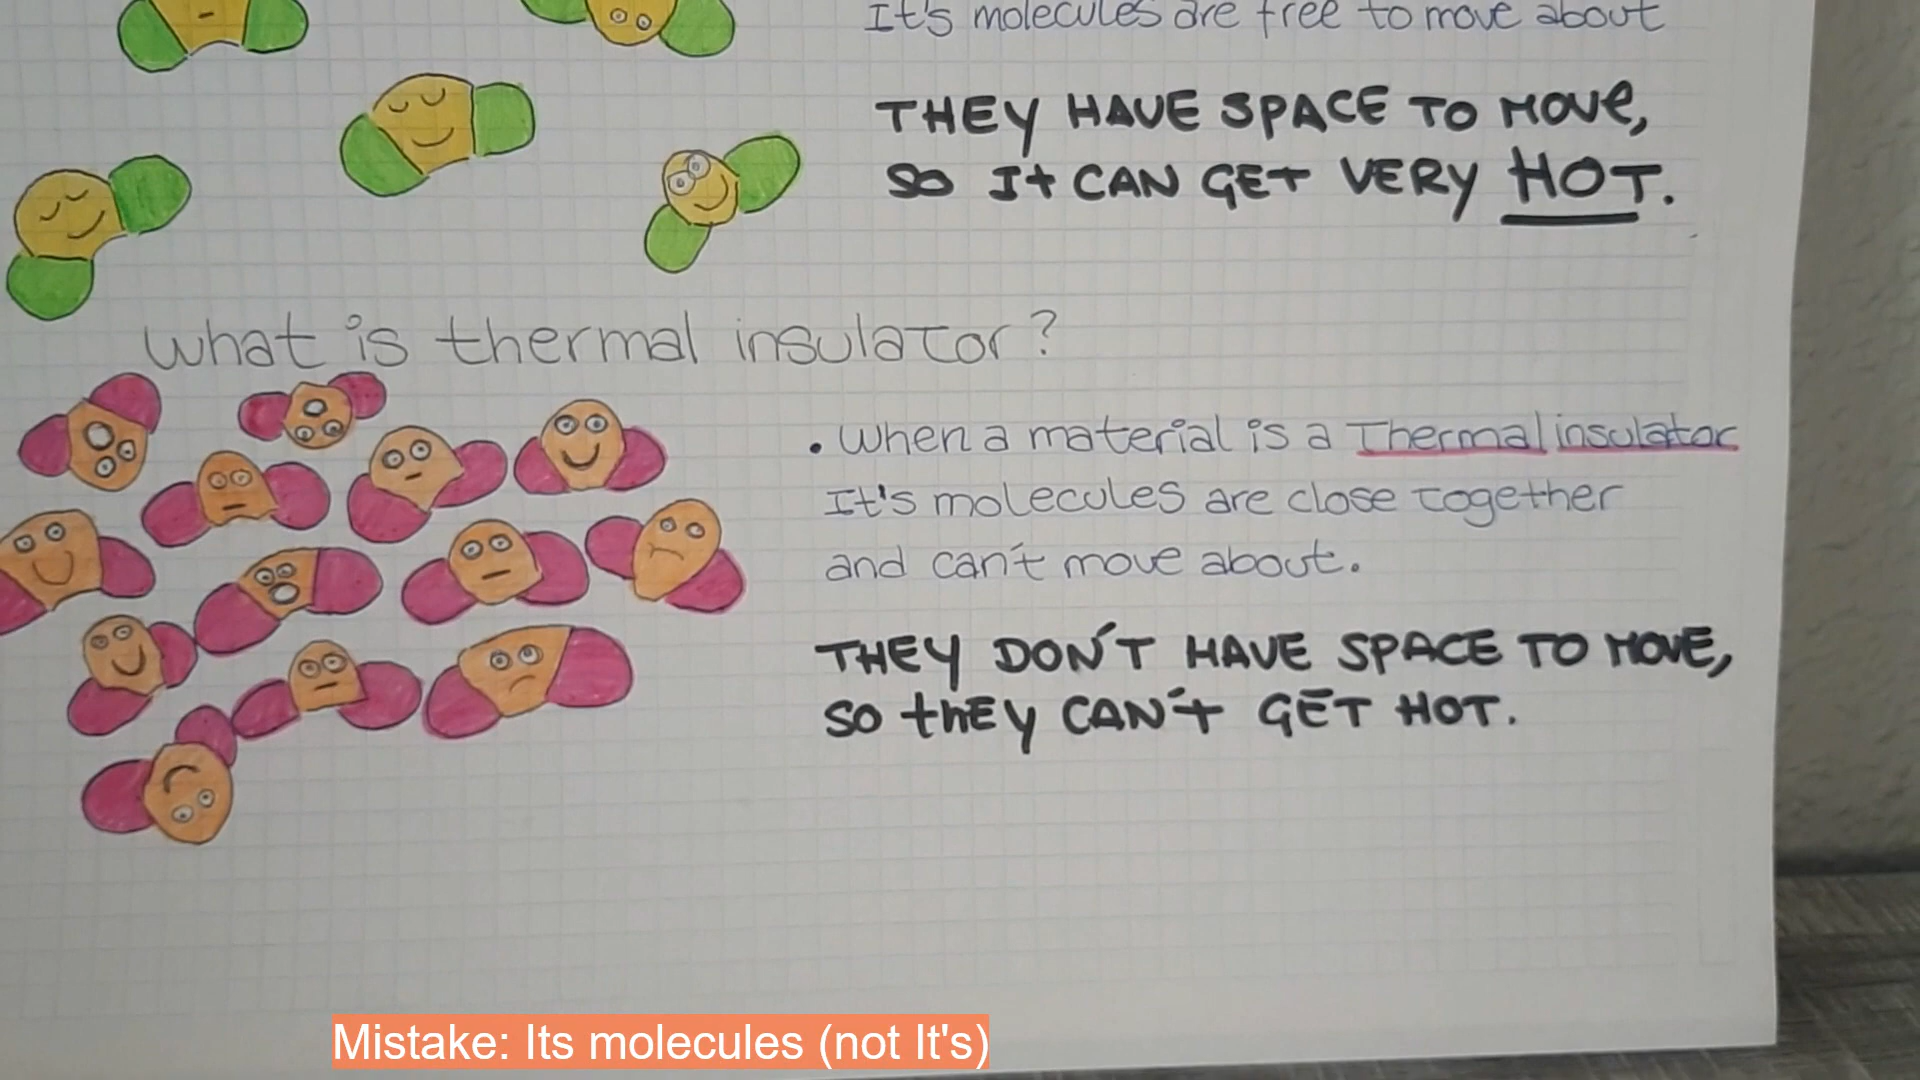 It's molecules are free to move about
THEY HAVE SPACE TO MOVE,
SO It CAN GET VERY HOT.
What is thermal insulator?
. When a material is a Thermal insulator
It's molecules are close together
and can't move about.
THEY DON'T HAVE SPACE TO MOVE,
SO thEY CAN't GET HOT.
Mistake: Its molecules (not It's)